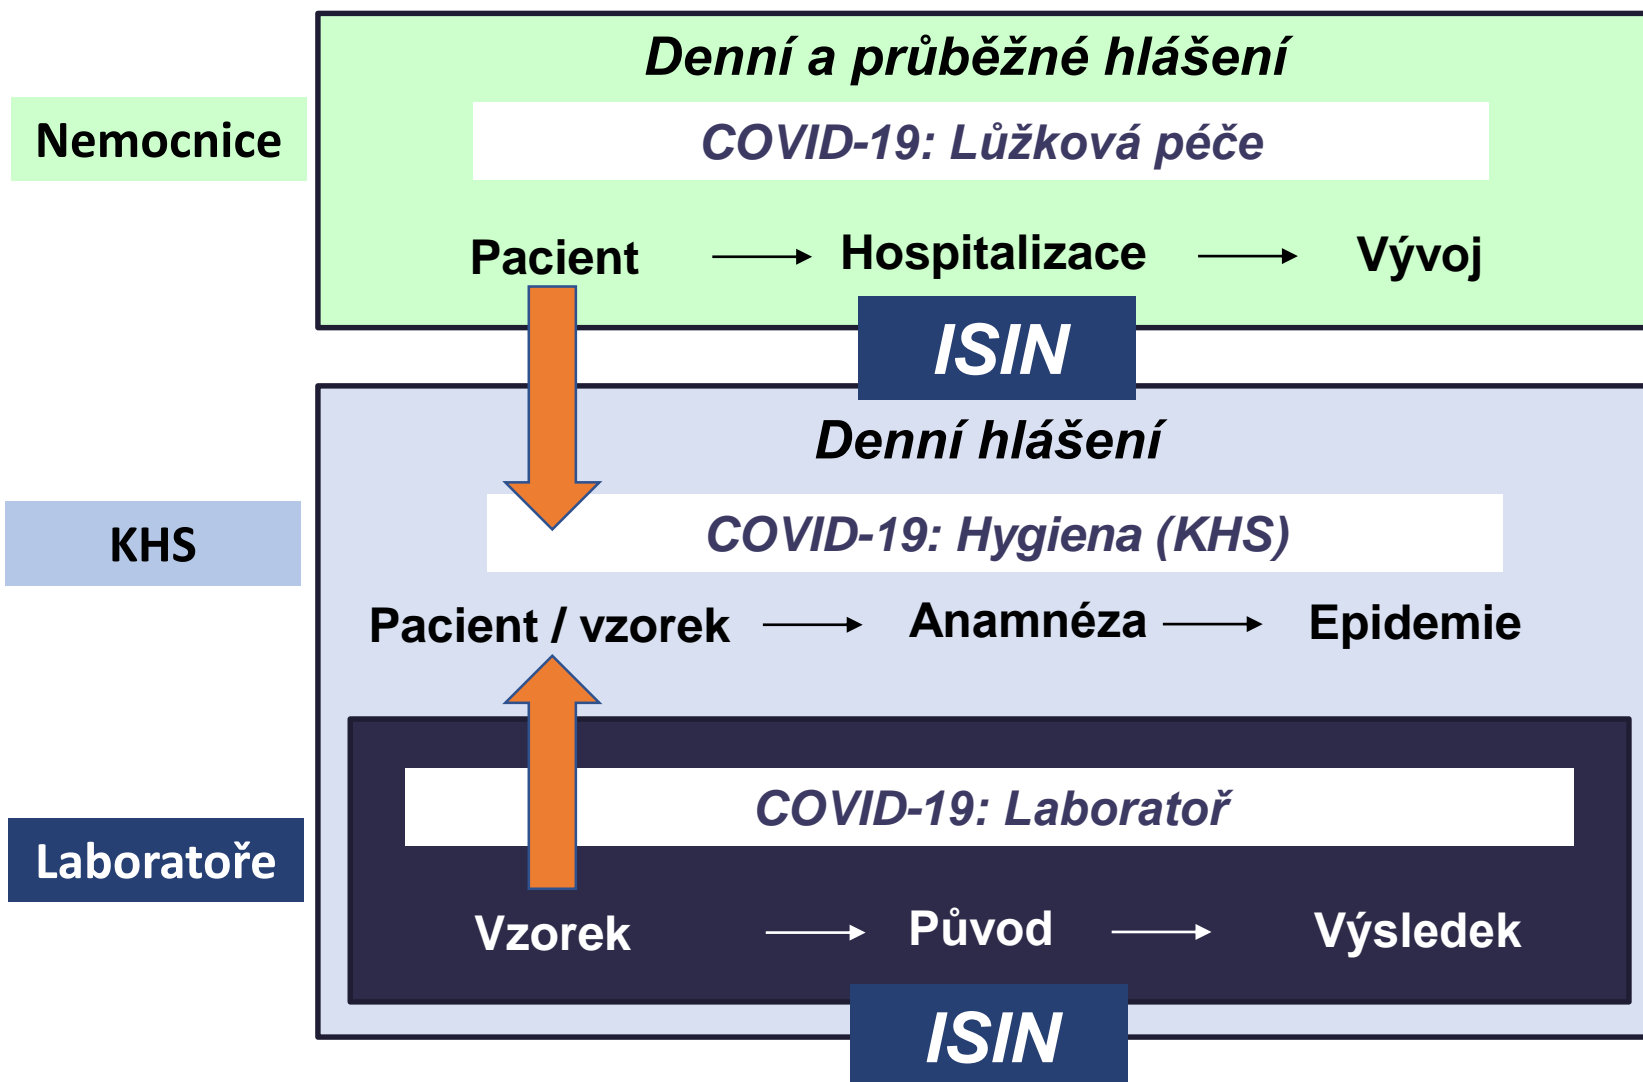 Denní a průběžné hlášení
Nemocnice
COVID-19: Lůžková péče
Pacient Hospitalizace Vývoj
ISIN
Denní hlášení
KHS
COVID-19: Hygiena (KHS)
Pacient / vzorek Anamnéza Epidemie
COVID-19: Laboratoř
Laboratoře
Vzorek Původ Výsledek
ISIN